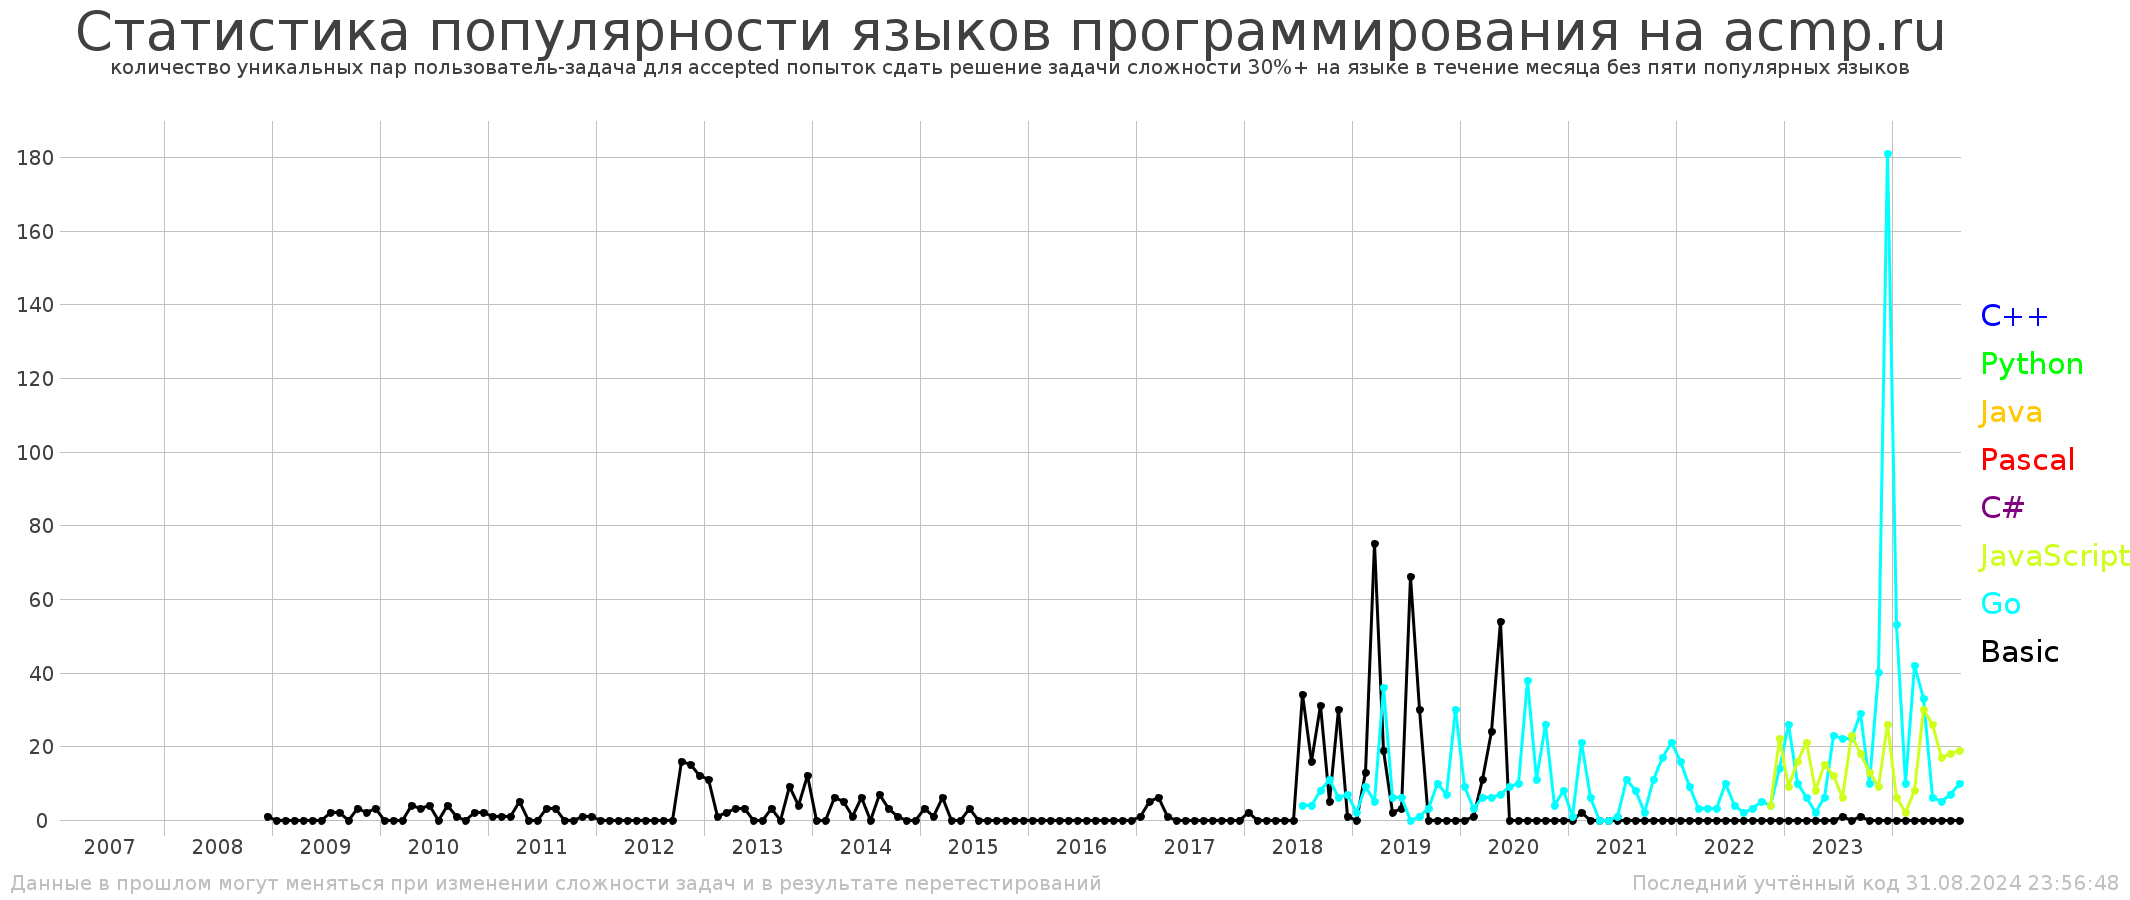 Статистика популярности языков программирования на acmp.ru
количество уникальных пар пользователь-задача для accepted попыток сдать решение задачи сложности 30%+ на языке в течение месяца без пяти популярных языков
180
160
140
120
100
80
60
40
20
0
C++
Python
Java
Pascal
C#
JavaScript
Go
Basic
2007 2008 2009 2010 2011 2012 2013 2014 2015 2016 2017 2018 2019 2020 2021 2022 2023
Данные в прошлом могут меняться при изменении сложности задач и в результате перетестирований
Последний учтённый код 31.08.2024 23:56:48